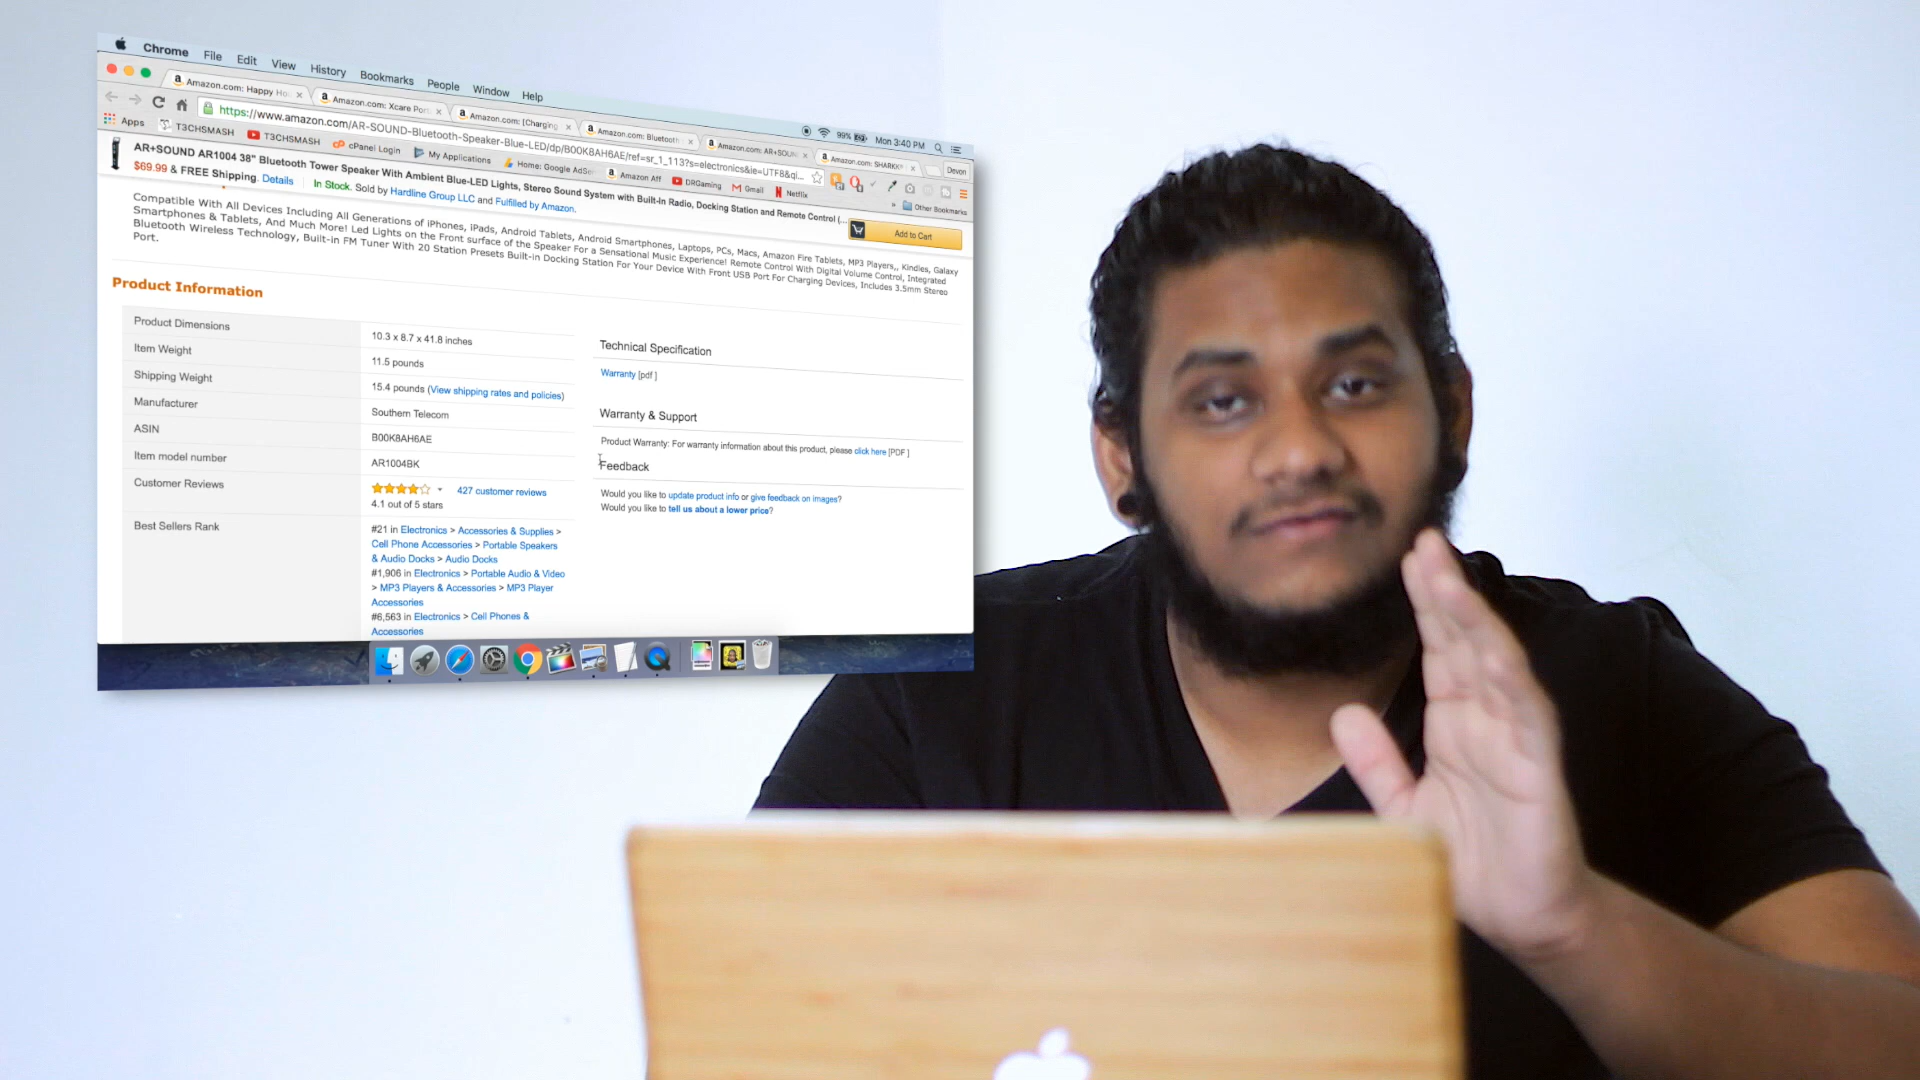 Chrome File Edit View History Bookmarks People Window Help
99% Mon 3:40 PM
Amazon.com: Happy Ho
Amazon.com: Xcare Por
Amazon.com: [Charging
Amazon.com: Bluetooth
Amazon.com: AR+SOUN
Amazon.com: SHARKK
Devon
https://www.amazon.com/AR-SOUND-Bluetooth-Speaker-Blue-LED/dp/B00K8AH6AE/ref=sr_1_113?s=electronics&ie=UTF8&qi...
Apps T3CHSMASH T3CHSMASH cPanel Login My Applications Home: Google AdSen Amazon Aff DRGaming Gmail Netflix » Other Bookmarks
AR+SOUND AR1004 38" Bluetooth Tower Speaker With Ambient Blue-LED Lights, Stereo Sound System with Built-In Radio, Docking Station and Remote Control (...
$69.99 & FREE Shipping. Details In Stock. Sold by Hardline Group LLC and Fulfilled by Amazon.
Add to Cart
Compatible With All Devices Including All Generations of iPhones, iPads, Android Tablets, Android Smartphones, Laptops, PCs, Macs, Amazon Fire Tablets, MP3 Players,, Kindles, Galaxy
Smartphones & Tablets, And Much More! Led Lights on the Front surface of the Speaker For a Sensational Music Experience! Remote Control With Digital Volume Control, Integrated
Bluetooth Wireless Technology, Built-in FM Tuner With 20 Station Presets Built-in Docking Station For Your Device With Front USB Port For Charging Devices, Includes 3.5mm Stereo
Port.
Product Information
Product Dimensions 10.3 x 8.7 x 41.8 inches
Item Weight 11.5 pounds
Shipping Weight 15.4 pounds (View shipping rates and policies)
Manufacturer Southern Telecom
ASIN B00K8AH6AE
Item model number AR1004BK
Customer Reviews 427 customer reviews
4.1 out of 5 stars
Best Sellers Rank #21 in Electronics > Accessories & Supplies >
Cell Phone Accessories > Portable Speakers
& Audio Docks > Audio Docks
#1,906 in Electronics > Portable Audio & Video
> MP3 Players & Accessories > MP3 Player
Accessories
#6,563 in Electronics > Cell Phones &
Accessories
Technical Specification
Warranty [pdf ]
Warranty & Support
Product Warranty: For warranty information about this product, please click here [PDF ]
Feedback
Would you like to update product info or give feedback on images?
Would you like to tell us about a lower price?